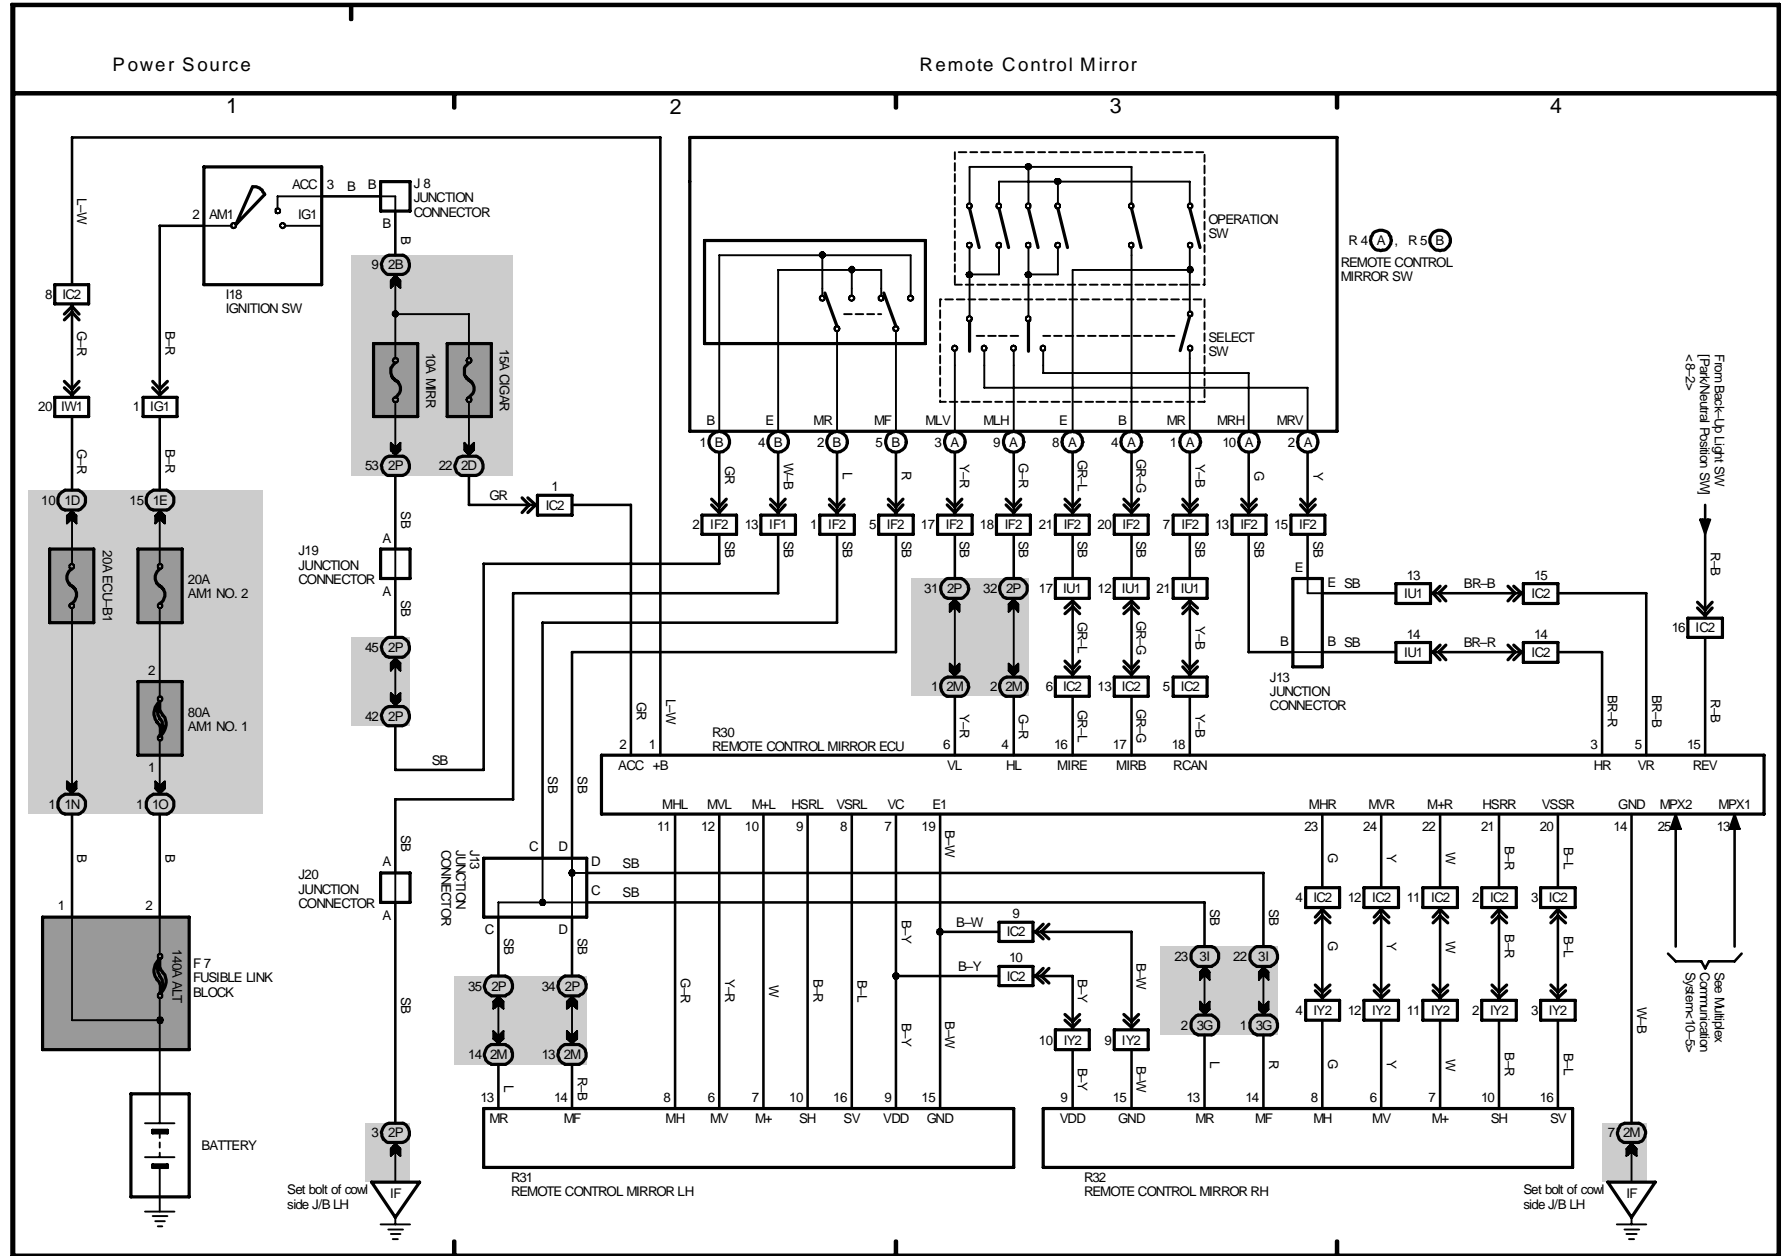 Power Source
Remote Control Mirror
1 2 3 4
ACC 3 B B J 8
JUNCTION
CONNECTOR
2 AM1 IG1 B
L–W
B
I18
IGNITION SW
9 2B
8 IC2
G–R
B–R
10A MIRR
15A CIGAR
20 IW1
1 IG1
G–R
B–R
53 2P
22 2D
GR
1
IC2
10 1D
15 1E
SB
A
J19
JUNCTION
CONNECTOR
A
20A ECU–B1
20A
AM1 NO. 2
SB
45 2P
2
80A
AM1 NO. 1
1
42 2P
SB
1 1N
1 1O
B
B
SB
A
J20
JUNCTION
CONNECTOR
A
1 2
140A ALT
F 7
FUSIBLE LINK
BLOCK
SB
BATTERY
3 2P
Set bolt of cowl
side J/B LH
IF
OPERATION
SW
SELECT
SW
R 4 A , R 5 B
REMOTE CONTROL
MIRROR SW
B E MR MF MLV MLH E B MR MRH MRV
1 B 4 B 2 B 5 B 3 A 9 A 8 A 4 A 1 A 10 A 2 A
GR W–B L R Y–R G–R GR–L GR–G Y–B G Y
2 IF2 13 IF1 1 IF2 5 IF2 17 IF2 18 IF2 21 IF2 20 IF2 7 IF2 13 IF2 15 IF2
SB SB SB SB SB SB SB SB SB SB SB
31 2P 32 2P 17 IU1 12 IU1 21 IU1
GR–L GR–G Y–B
1 2M 2 2M 6 IC2 13 IC2 5 IC2
Y–R G–R GR–L GR–G Y–B
E
E SB 13 IU1 BR–B 15 IC2
B
B SB 14 IU1 BR–R 14 IC2
J13
JUNCTION
CONNECTOR
From Back–Up Light SW
[Park/Neutral Position SW]
<8–2>
R–B
16 IC2
BR–R BR–B R–B
GR L–W
R30
REMOTE CONTROL MIRROR ECU
2 1 6 4 16 17 18 3 5 15
ACC +B VL HL MIRE MIRB RCAN HR VR REV
MHL MVL M+L HSRL VSRL VC E1 MHR MVR M+R HSRR VSSR GND MPX2 MPX1
11 12 10 9 8 7 19 23 24 22 21 20 14 25 13
SB SB
B–W
G Y W B–R B–L
C D
D SB
C SB
J13
JUNCTION
CONNECTOR
C D
SB SB
4 IC2 12 IC2 11 IC2 2 IC2 3 IC2
SB SB
B–Y
B–W 9 IC2
B–Y 10 IC2
G Y W B–R B–L
35 2P 34 2P
G–R Y–R W B–R B–L
B–Y B–W
B–Y B–W
23 3I 22 3I
4 IY2 12 IY2 11 IY2 2 IY2 3 IY2
10 IY2 9 IY2
2 3G 1 3G
14 2M 13 2M
L R–B
B–Y B–W L R
G Y W B–R B–L
W–B
See Multiplex
Communication
System<10–5>
13 14 8 6 7 10 16 9 15
MR MF MH MV M+ SH SV VDD GND
R31
REMOTE CONTROL MIRROR LH
9 15 13 14 8 6 7 10 16
VDD GND MR MF MH MV M+ SH SV
R32
REMOTE CONTROL MIRROR RH
7 2M
Set bolt of cowl
side J/B LH
IF